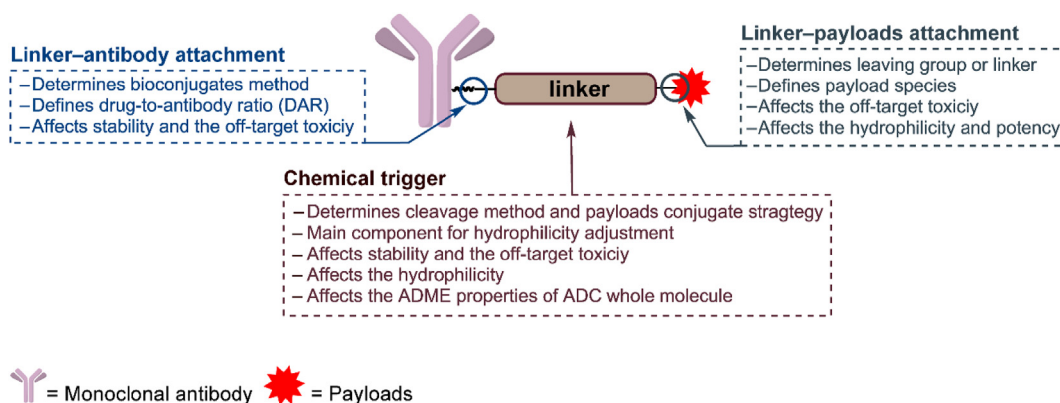 Linker–antibody attachment
–Determines bioconjugates method
–Defines drug-to-antibody ratio (DAR)
–Affects stability and the off-target toxiciy
linker
Linker–payloads attachment
–Determines leaving group or linker
–Defines payload species
–Affects the off-target toxiciy
–Affects the hydrophilicity and potency
Chemical trigger
– Determines cleavage method and payloads conjugate stragtegy
– Main component for hydrophilicity adjustment
– Affects stability and the off-target toxiciy
– Affects the hydrophilicity
– Affects the ADME properties of ADC whole molecule
= Monoclonal antibody = Payloads